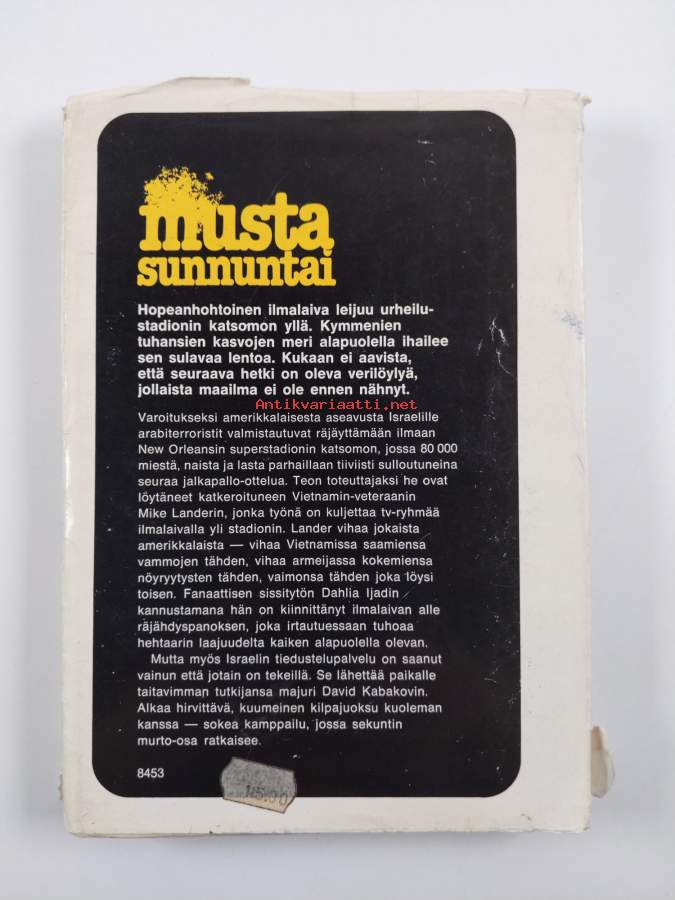 musta
sunnuntai
Hopeanhohtoinen ilmalaiva leijuu urheilu-
stadionin katsomon yllä. Kymmenien
tuhansien kasvojen meri alapuolella ihailee
sen sulavaa lentoa. Kukaan ei aavista,
että seuraava hetki on oleva verilöylyä,
jollaista maailma ei ole ennen nähnyt.
Antikvariaatti.net
Varoitukseksi amerikkalaisesta aseavusta Israelille
arabiterroristit valmistautuvat räjäyttämään ilmaan
New Orleansin superstadionin katsomon, jossa 80 000
miestä, naista ja lasta parhaillaan tiiviisti sulloutuneina
seuraa jalkapallo-ottelua. Teon toteuttajaksi he ovat
löytäneet katkeroituneen Vietnamin-veteraanin
Mike Landerin, jonka työnä on kuljettaa tv-ryhmää
ilmalaivalla yli stadionin. Lander vihaa jokaista
amerikkalaista — vihaa Vietnamissa saamiensa
vammojen tähden, vihaa armeijassa kokemiensa
nöyryytysten tähden, vaimonsa tähden joka löysi
toisen. Fanaattisen sissitytön Dahlia Ijadin
kannustamana hän on kiinnittänyt ilmalaivan alle
räjähdyspanoksen, joka irtautuessaan tuhoaa
hehtaarin laajuudelta kaiken alapuolella olevan.
Mutta myös Israelin tiedustelupalvelu on saanut
vainun että jotain on tekeillä. Se lähettää paikalle
taitavimman tutkijansa majuri David Kabakovin.
Alkaa hirvittävä, kuumeinen kilpajuoksu kuoleman
kanssa — sokea kamppailu, jossa sekuntin
murto-osa ratkaisee.
8453